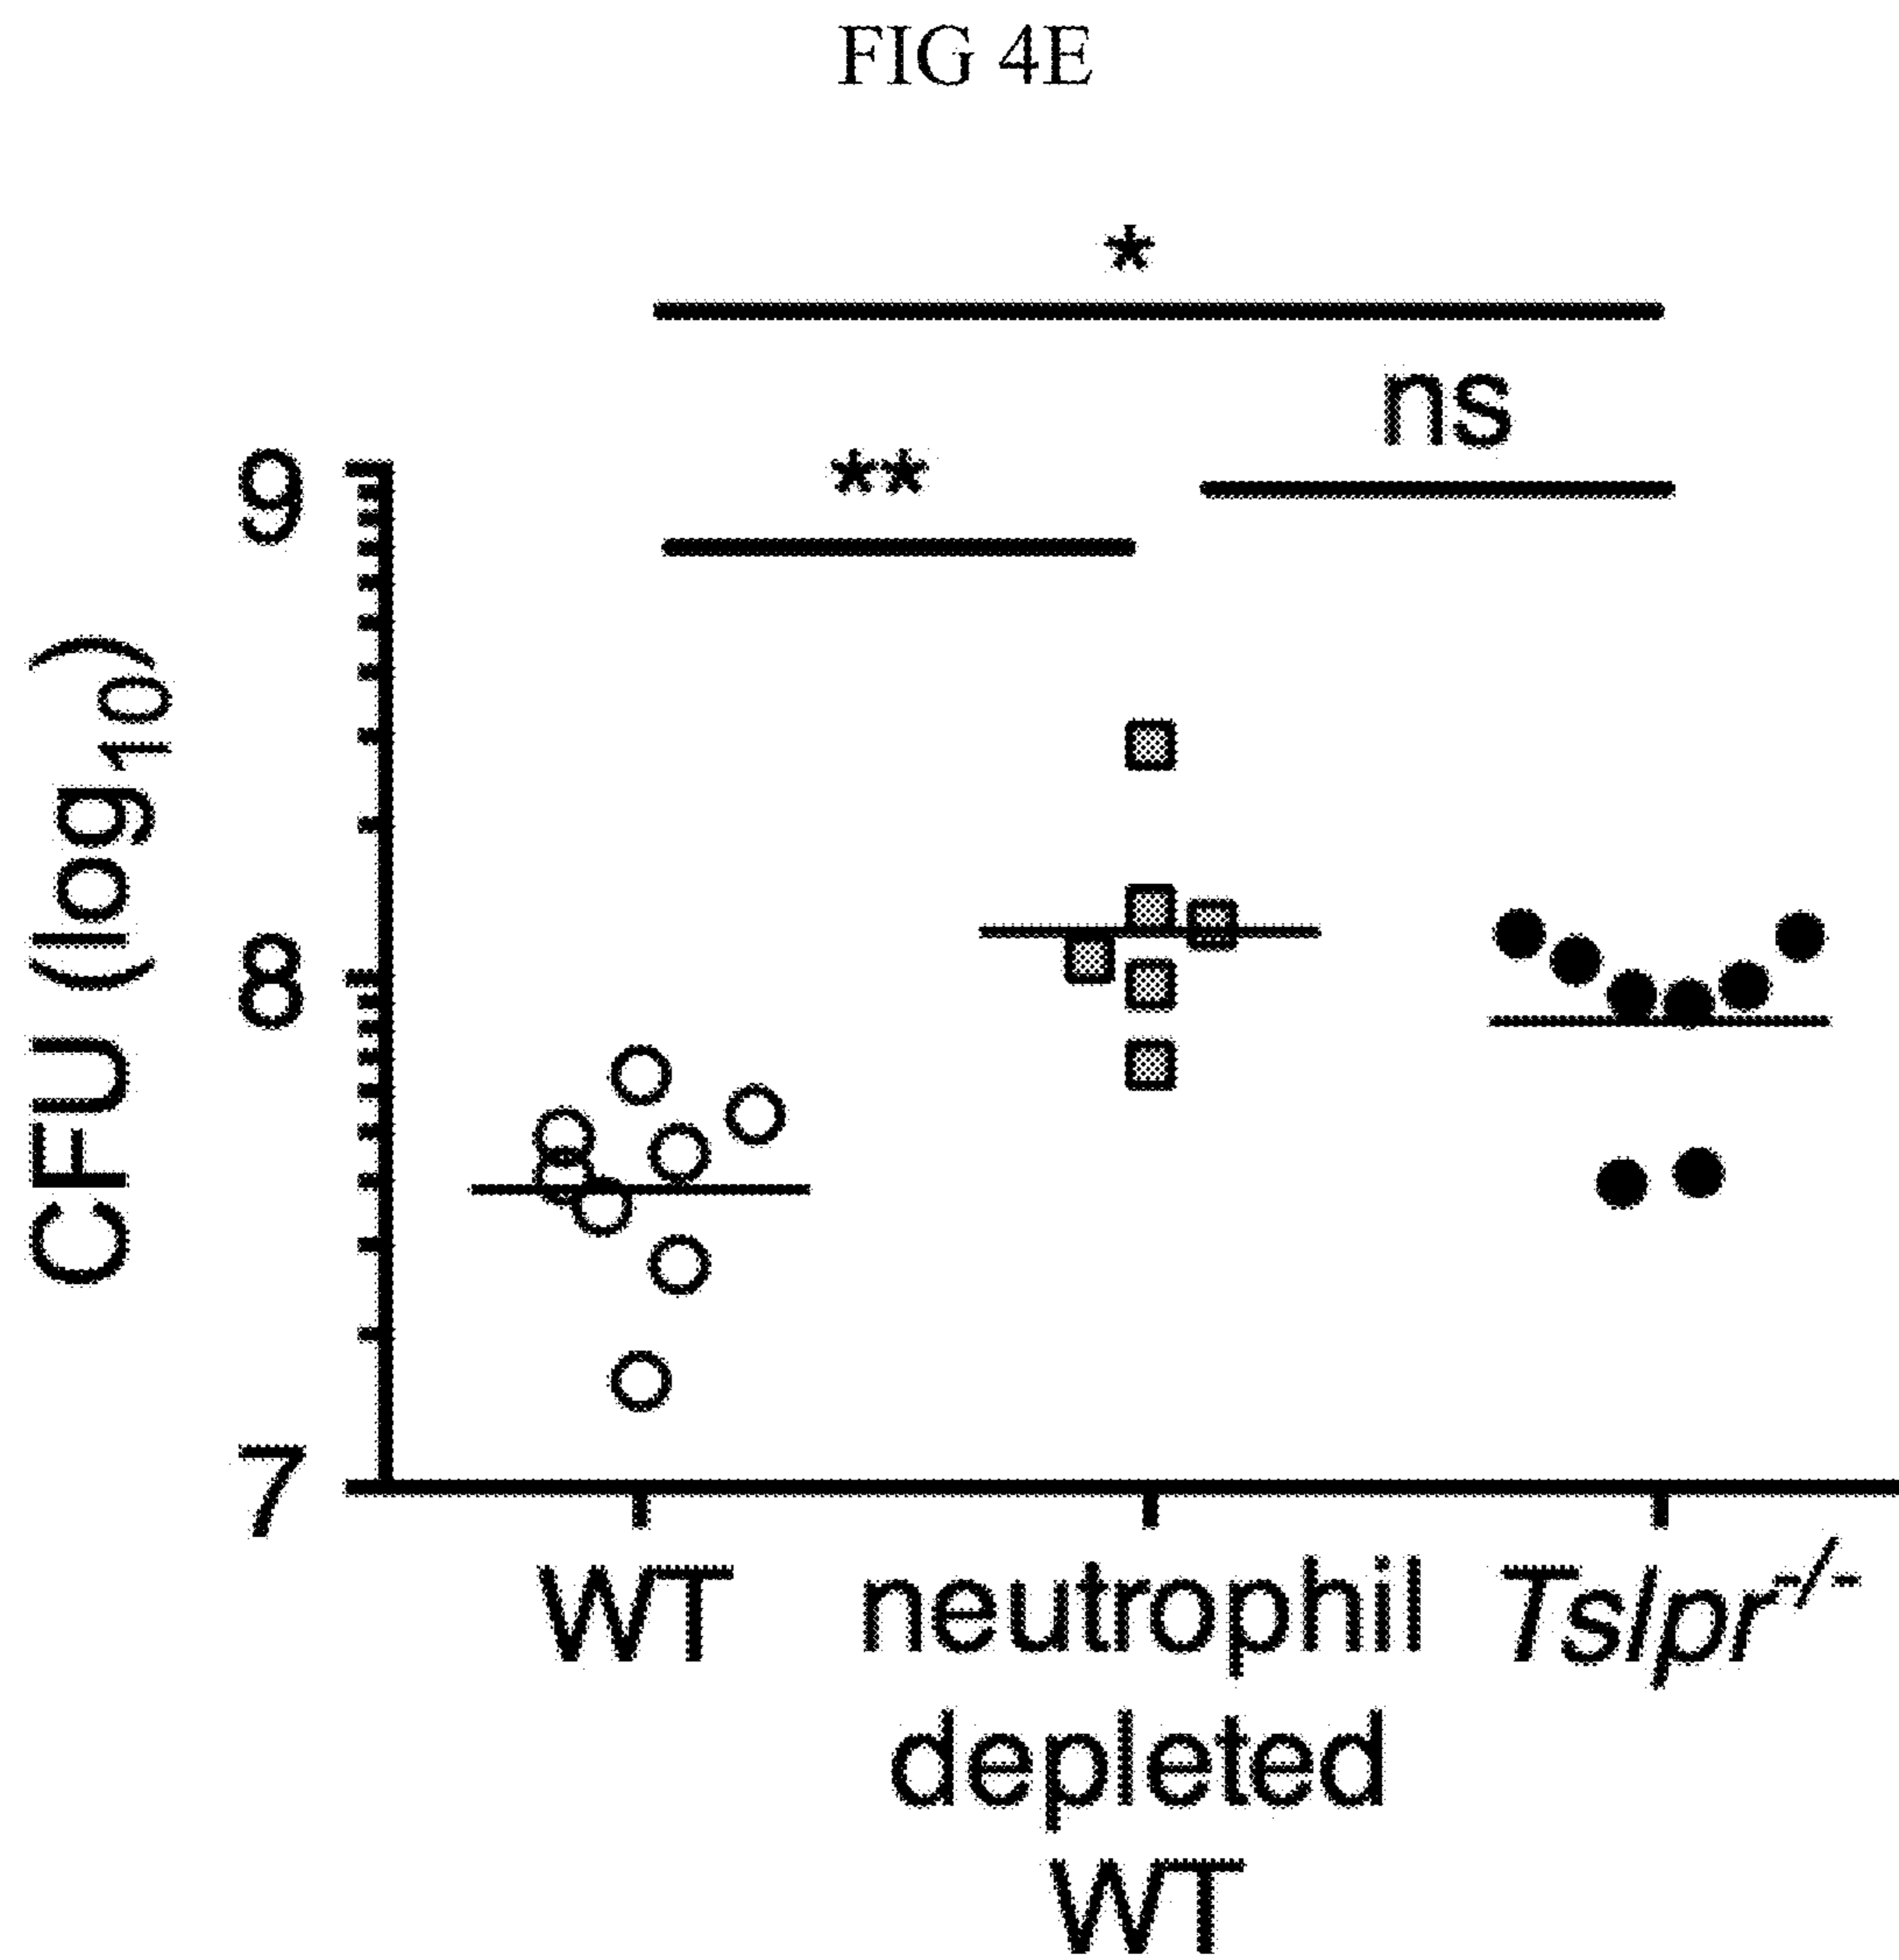 FIG 4E
*
ns
**
9
8
7
CFU (log₁₀)
WT
neutrophil
depleted
WT
Tslpr⁻/⁻